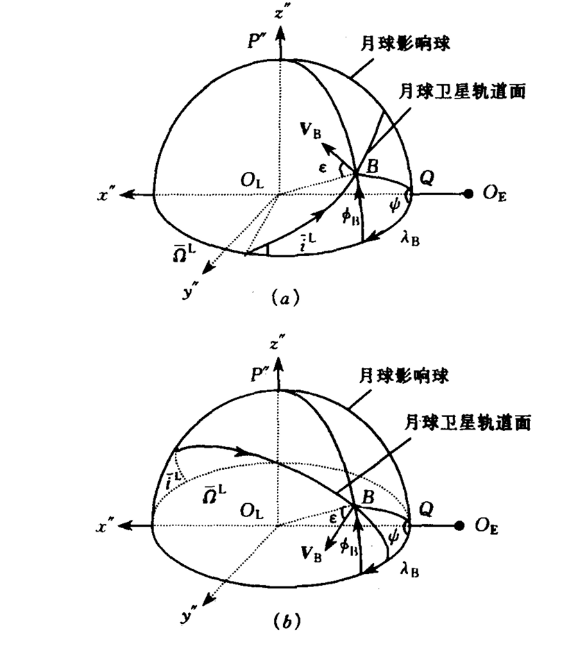 z″
P″
月球影响球
月球卫星轨道面
V_B
ε
B
O_L
Q
x″
ψ
O_E
ϕ_B
λ_B
Ω̄^L
ī^L
y″
(a)
z″
P″
月球影响球
月球卫星轨道面
ī^L
Ω̄^L
B
O_L
ε
Q
x″
V_B
ϕ_B
ψ
O_E
λ_B
y″
(b)